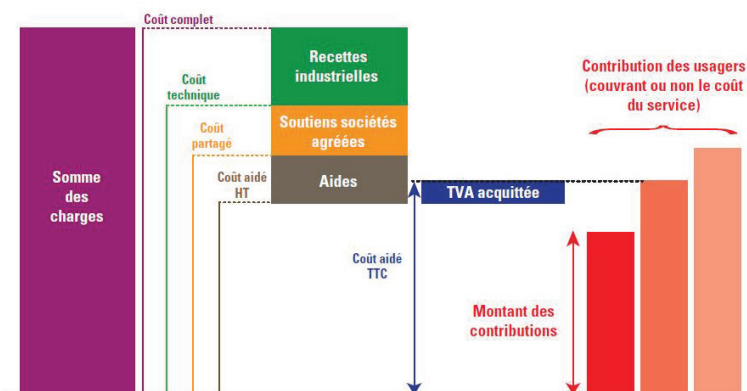 Coût complet
Somme
des
charges
Coût
technique
Coût
partagé
Coût aidé
HT
Recettes
industrielles
Soutiens sociétés
agréées
Aides
TVA acquittée
Coût aidé
TTC
Montant des
contributions
Contribution des usagers
(couvrant ou non le coût
du service)